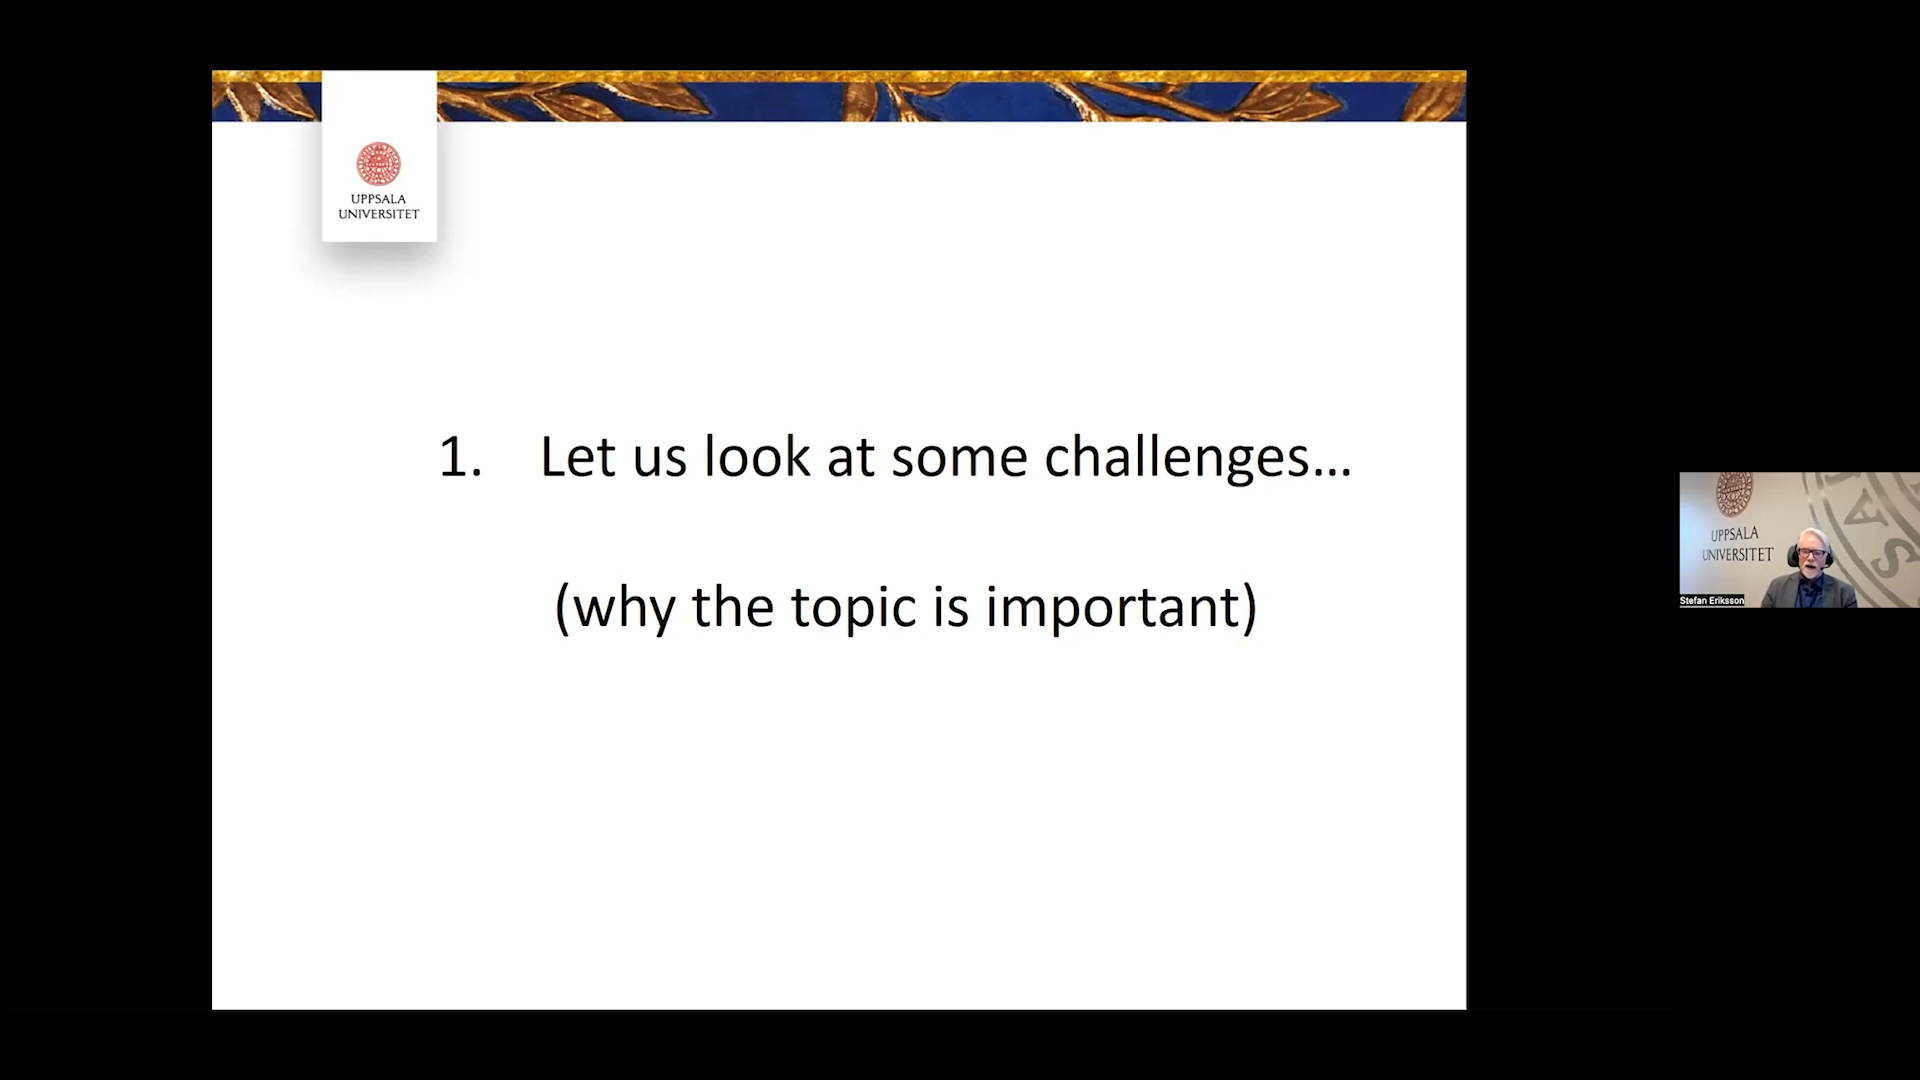 UPPSALA
UNIVERSITET
1. Let us look at some challenges…
(why the topic is important)
UPPSALA
UNIVERSITET
Stefan Eriksson